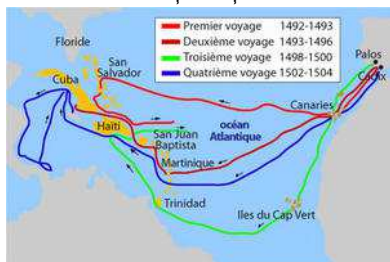 Premier voyage 1492-1493
Deuxième voyage 1493-1496
Troisième voyage 1498-1500
Quatrième voyage 1502-1504
Floride
San
Salvador
Cuba
Palos
Cadix
Canaries
Haïti
San Juan
Baptista
océan
Atlantique
Martinique
Trinidad
Iles du Cap Vert